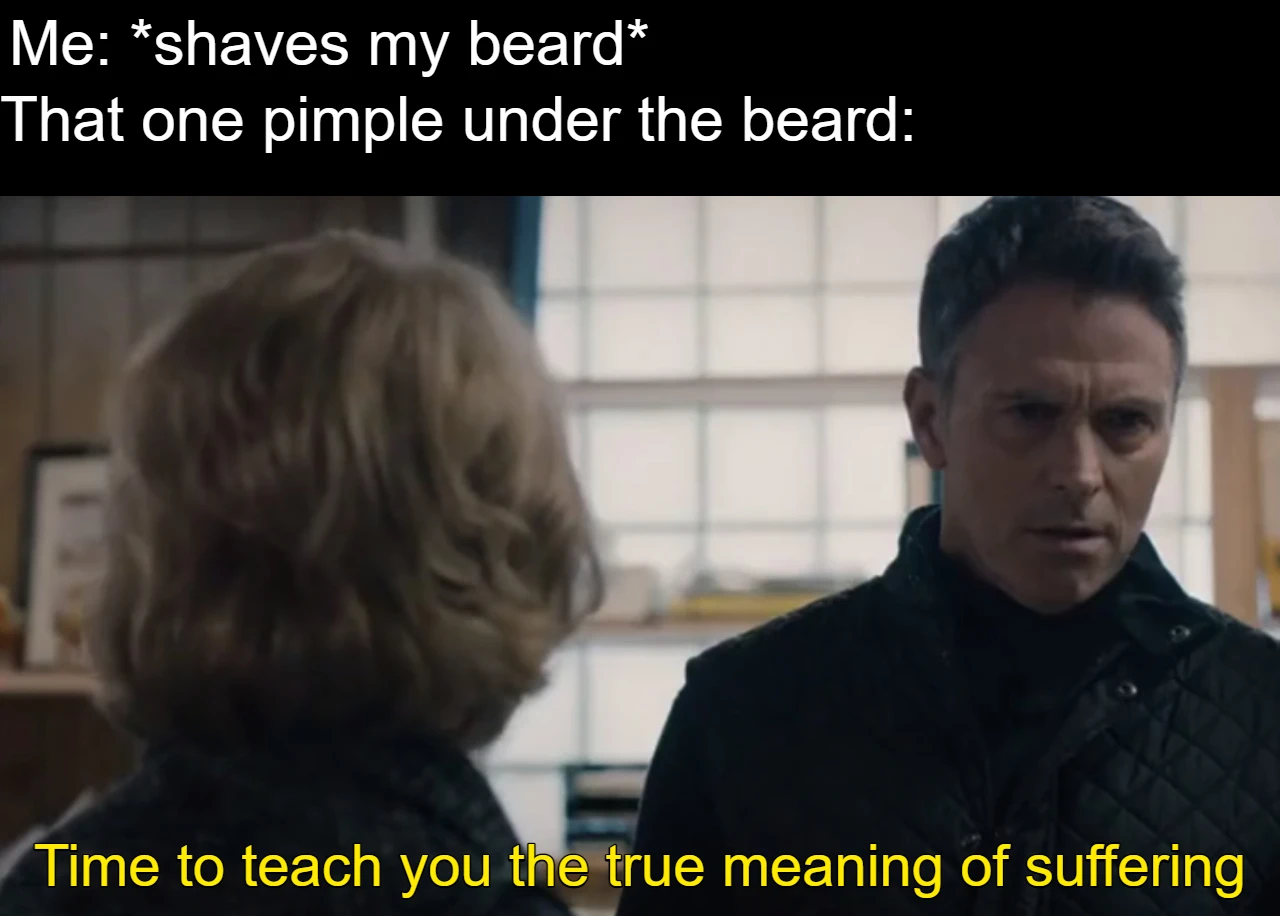 Me: *shaves my beard*
That one pimple under the beard:
Time to teach you the true meaning of suffering